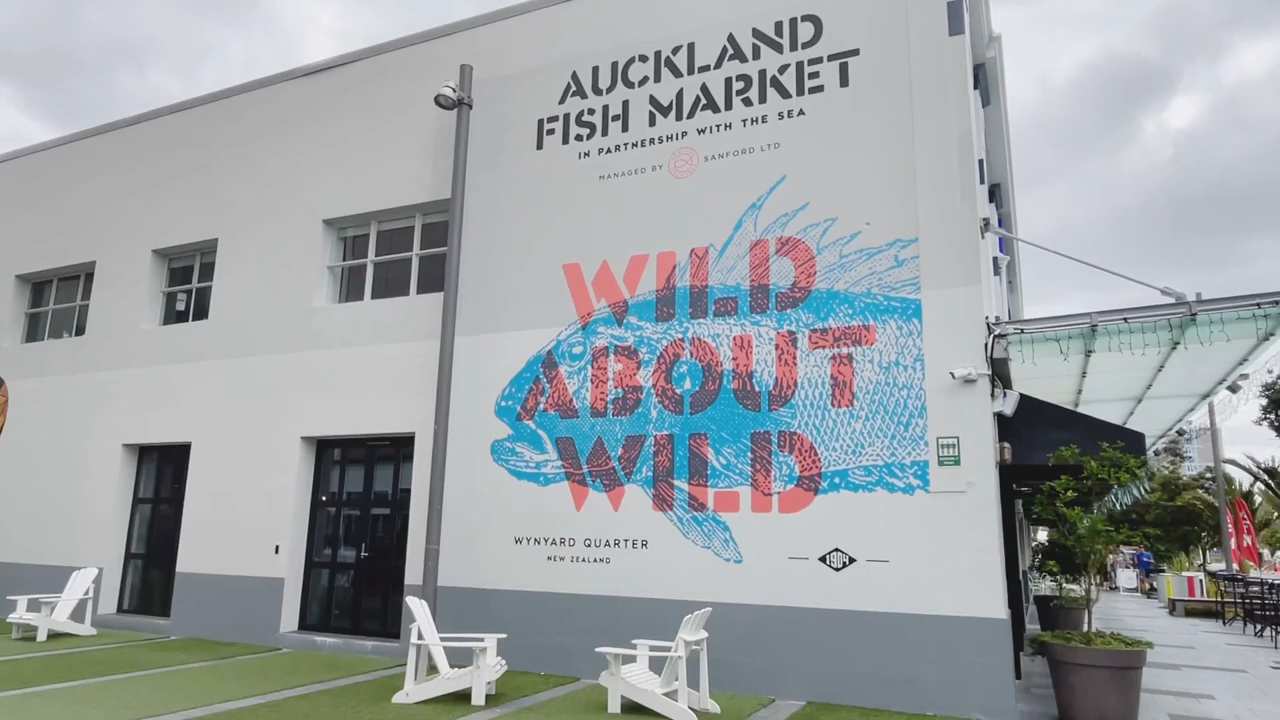 AUCKLAND
FISH MARKET
IN PARTNERSHIP WITH THE SEA
MANAGED BY SANFORD LTD
WILD
ABOUT
WILD
WYNYARD QUARTER
NEW ZEALAND
1904